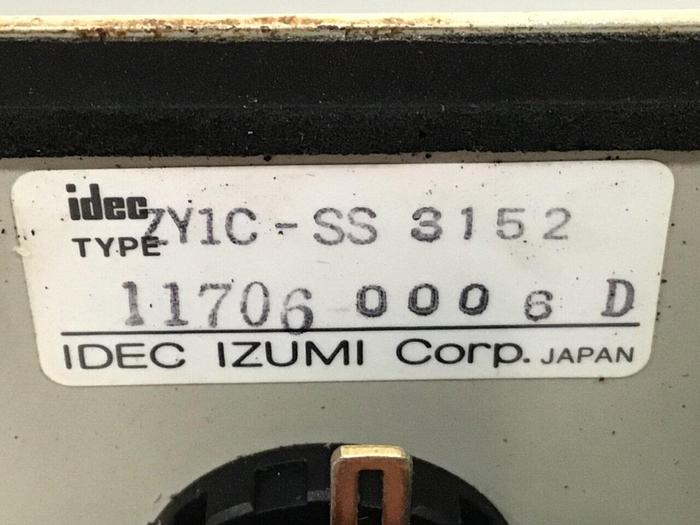 idec
TYPE ZY1C-SS 3152
11706 0006 D
IDEC IZUMI Corp. JAPAN